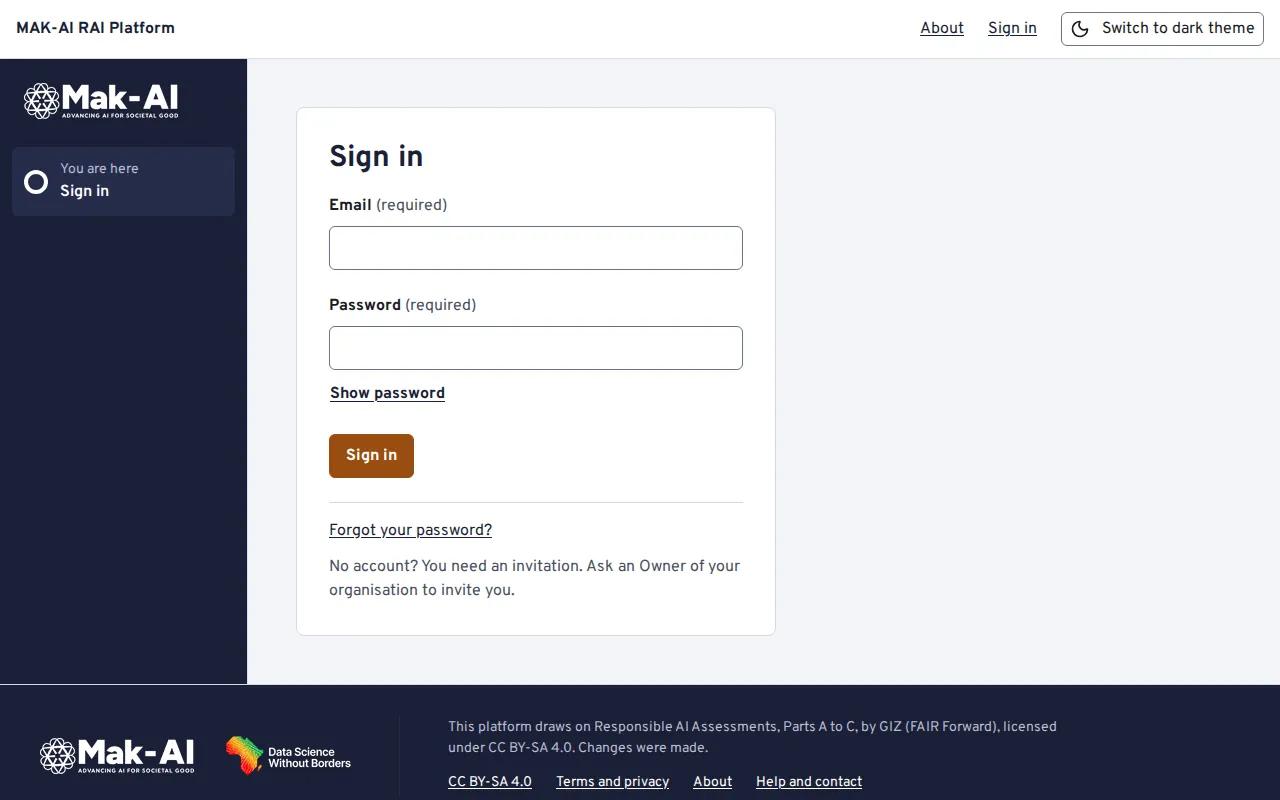 MAK-AI RAI Platform
About
Sign in
Switch to dark theme
Mak-AI
ADVANCING AI FOR SOCIETAL GOOD
You are here
Sign in
Sign in
Email (required)
Password (required)
Show password
Sign in
Forgot your password?
No account? You need an invitation. Ask an Owner of your
organisation to invite you.
Mak-AI
ADVANCING AI FOR SOCIETAL GOOD
Data Science
Without Borders
This platform draws on Responsible AI Assessments, Parts A to C, by GIZ (FAIR Forward), licensed
under CC BY-SA 4.0. Changes were made.
CC BY-SA 4.0
Terms and privacy
About
Help and contact